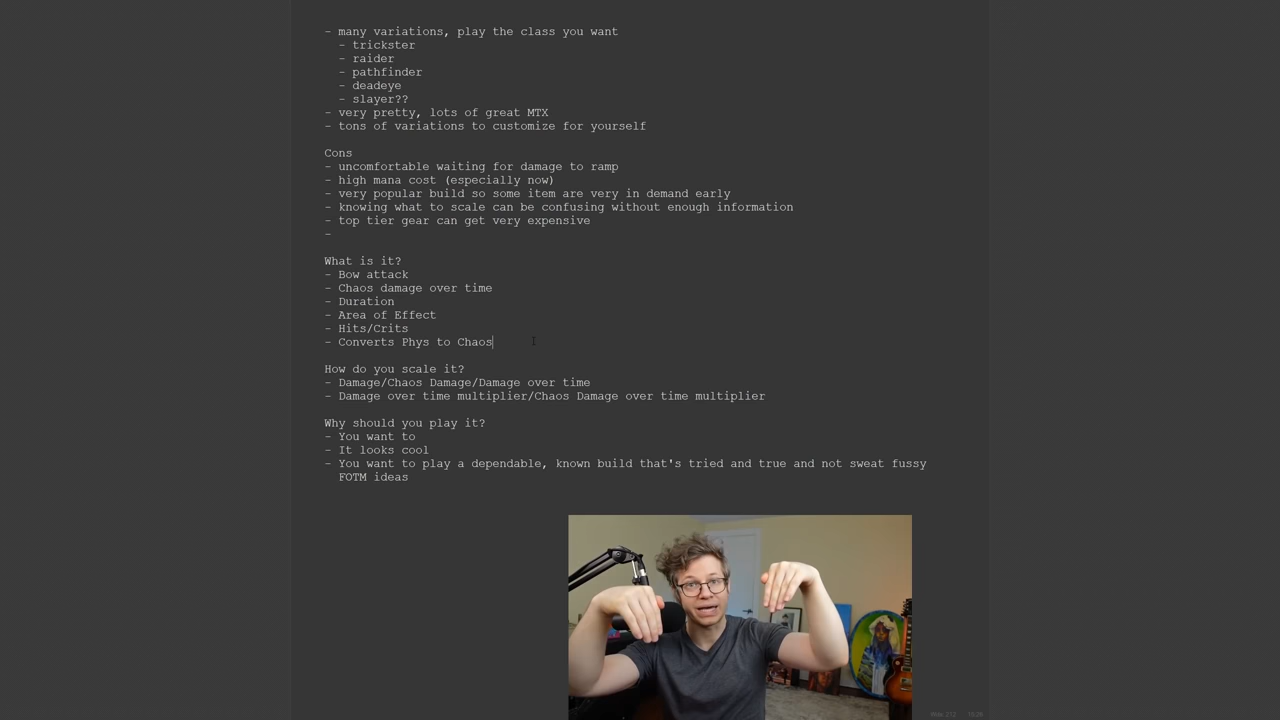 - many variations, play the class you want
- trickster
- raider
- pathfinder
- deadeye
- slayer??
- very pretty, lots of great MTX
- tons of variations to customize for yourself
Cons
- uncomfortable waiting for damage to ramp
- high mana cost (especially now)
- very popular build so some item are very in demand early
- knowing what to scale can be confusing without enough information
- top tier gear can get very expensive
-
What is it?
- Bow attack
- Chaos damage over time
- Duration
- Area of Effect
- Hits/Crits
- Converts Phys to Chaos
How do you scale it?
- Damage/Chaos Damage/Damage over time
- Damage over time multiplier/Chaos Damage over time multiplier
Why should you play it?
- You want to
- It looks cool
- You want to play a dependable, known build that's tried and true and not sweat fussy
FOTM ideas